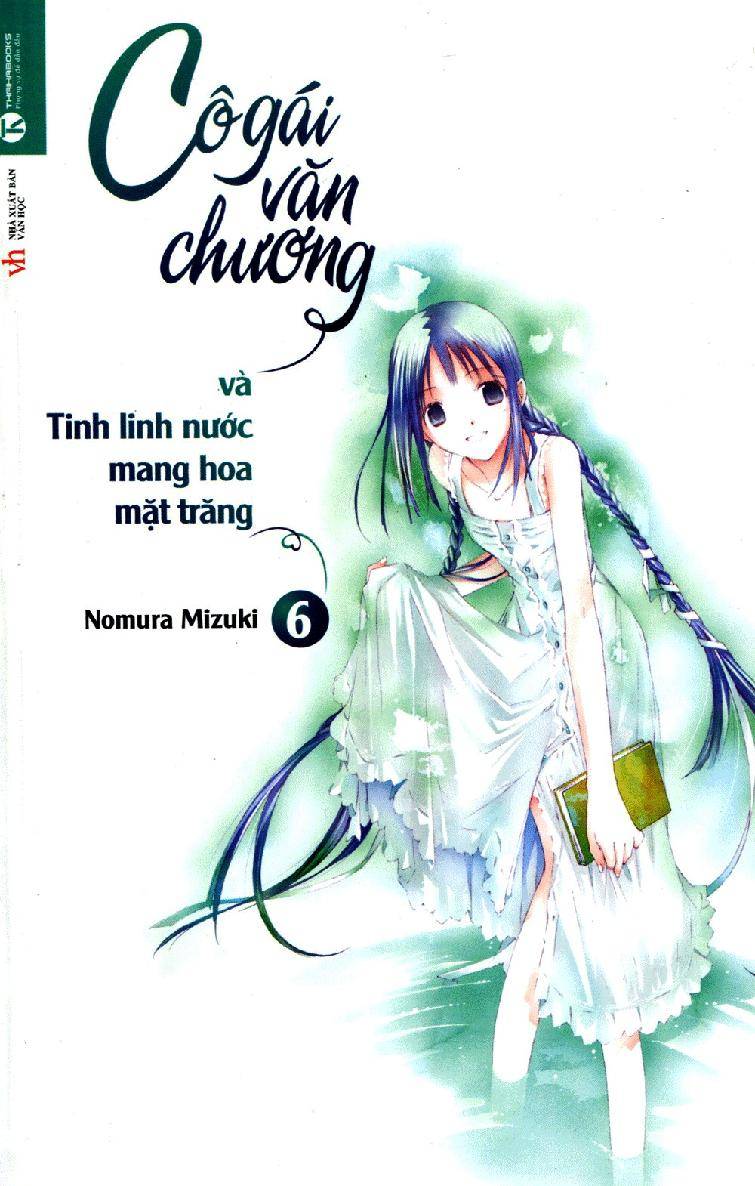 THAIHABOOKS
NHÀ XUẤT BẢN
VĂN HỌC
vh
Cô gái
văn
chương
và
Tinh linh nước
mang hoa
mặt trăng
Nomura Mizuki 6